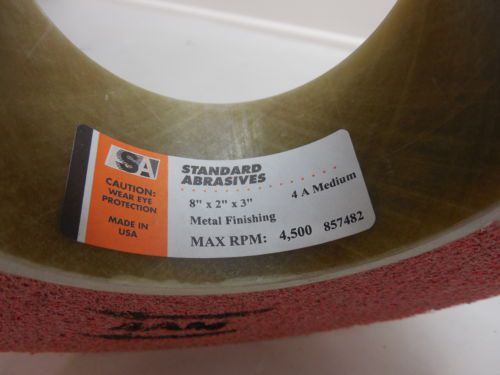 SA
CAUTION:
WEAR EYE
PROTECTION
MADE IN
USA
STANDARD
ABRASIVES
8" x 2" x 3" 4 A Medium
Metal Finishing
MAX RPM: 4,500 857482